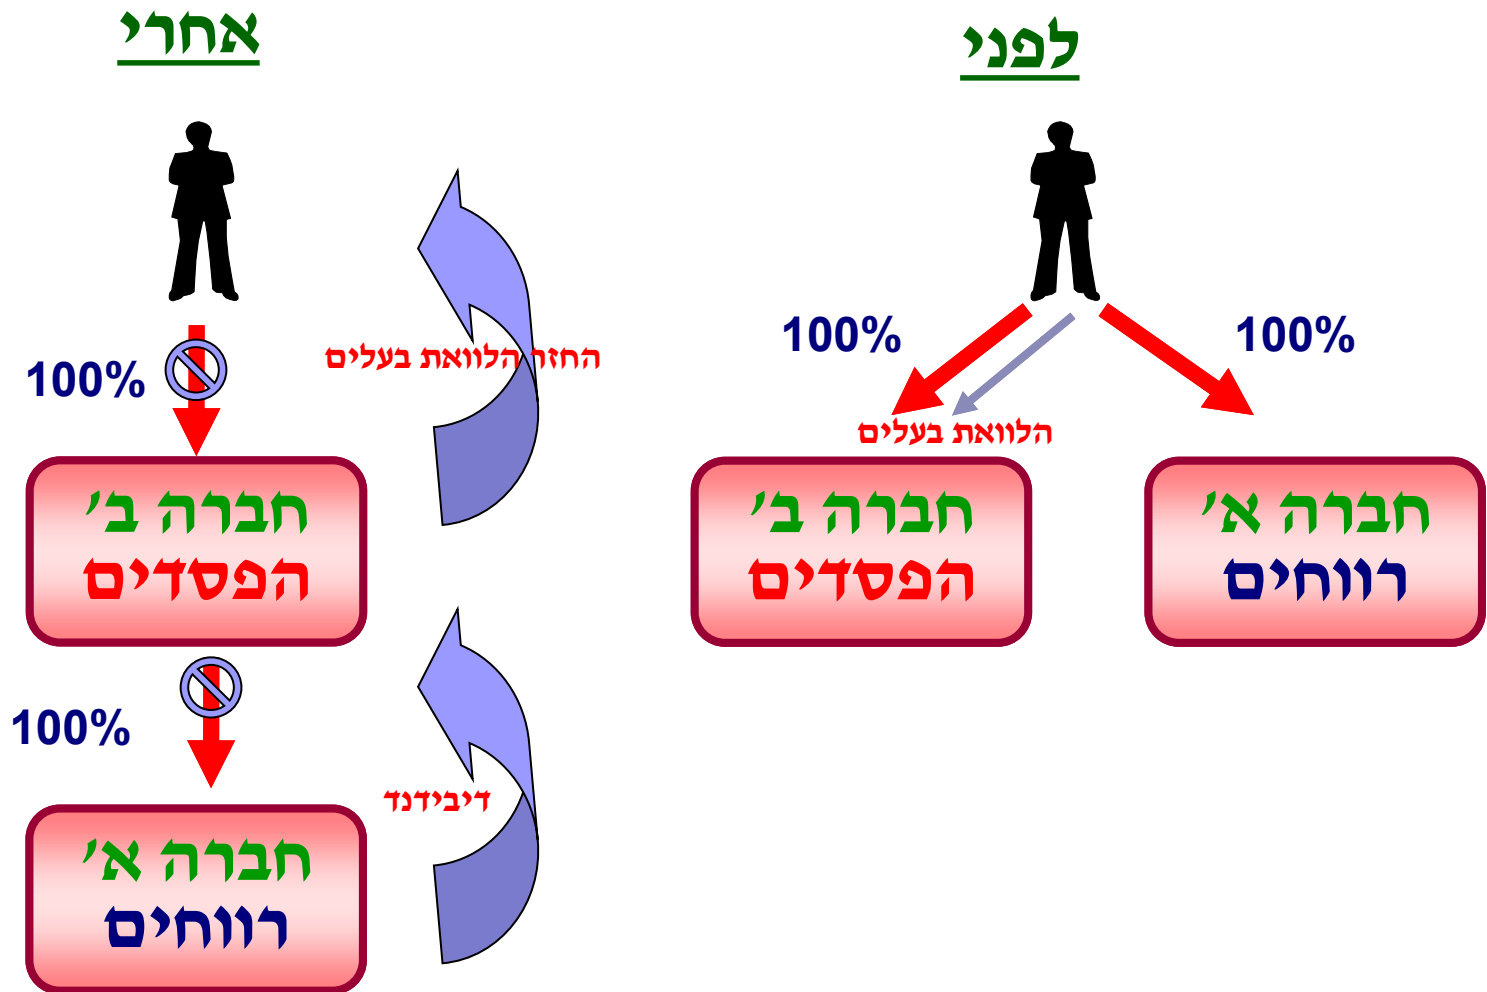 לפני
100%
100%
הלוואת בעלים
חברה א'
רווחים
חברה ב'
הפסדים
אחרי
100%
החזר הלוואת בעלים
חברה ב'
הפסדים
100%
דיבידנד
חברה א'
רווחים